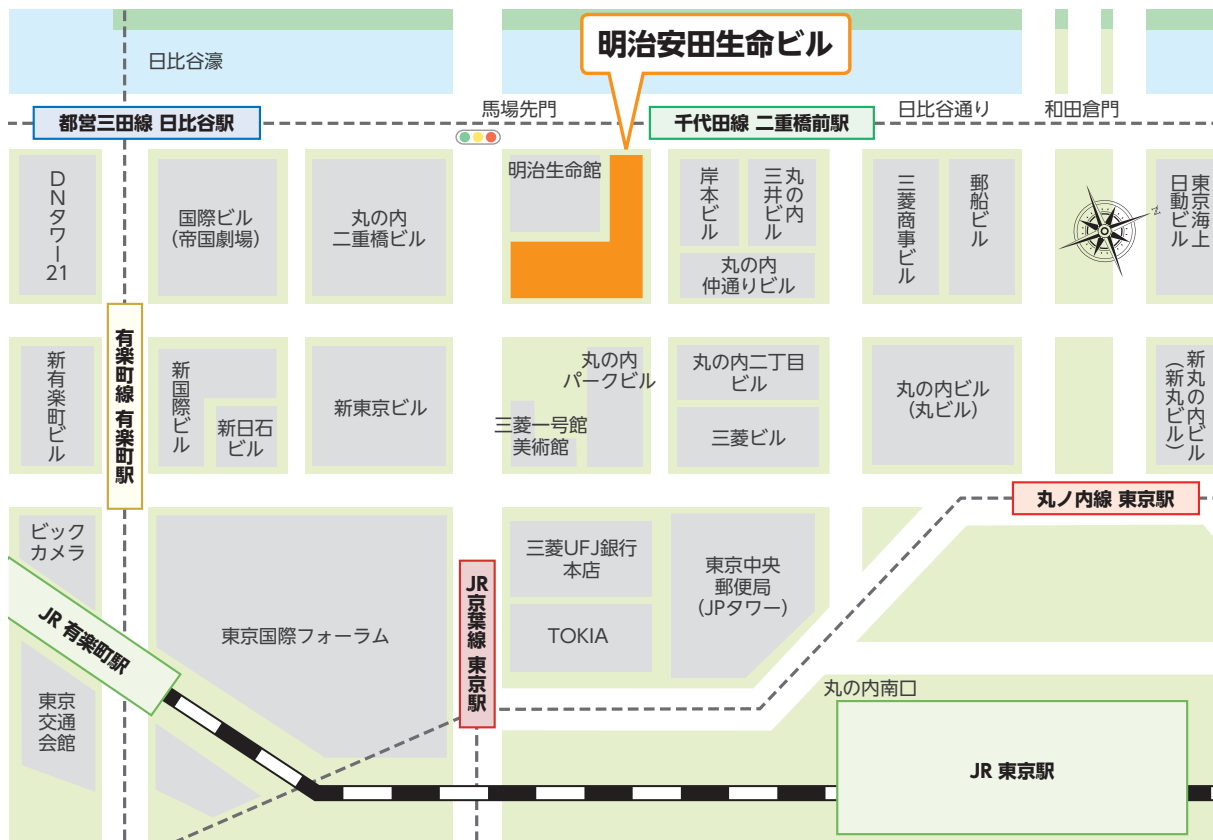 日比谷濠
明治安田生命ビル
都営三田線 日比谷駅
馬場先門
千代田線 二重橋前駅
日比谷通り
和田倉門
DNタワー21
国際ビル
(帝国劇場)
丸の内
二重橋ビル
明治生命館
岸本ビル
丸の内
三井ビル
丸の内
仲通りビル
三菱商事ビル
郵船ビル
N
東京海上
日動ビル
有楽町線 有楽町駅
新有楽町ビル
新国際ビル
新日石
ビル
新東京ビル
丸の内
パークビル
三菱一号館
美術館
丸の内二丁目
ビル
三菱ビル
丸の内ビル
(丸ビル)
新丸の内ビル
(新丸ビル)
丸ノ内線 東京駅
ビック
カメラ
JR 有楽町駅
東京
交通
会館
東京国際フォーラム
JR京葉線 東京駅
三菱UFJ銀行
本店
TOKIA
東京中央
郵便局
(JPタワー)
丸の内南口
JR 東京駅